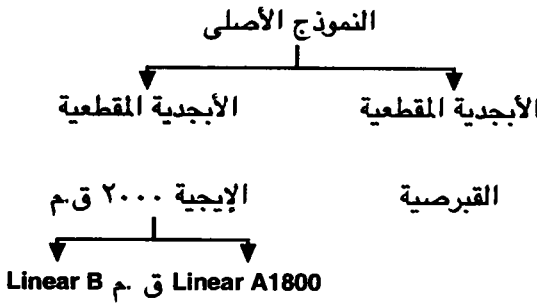 النموذج الأصلى
الأبجدية المقطعية
الأبجدية المقطعية
القبرصية
الإيجية ٢٠٠٠ ق.م
Linear A1800 ق .م Linear B